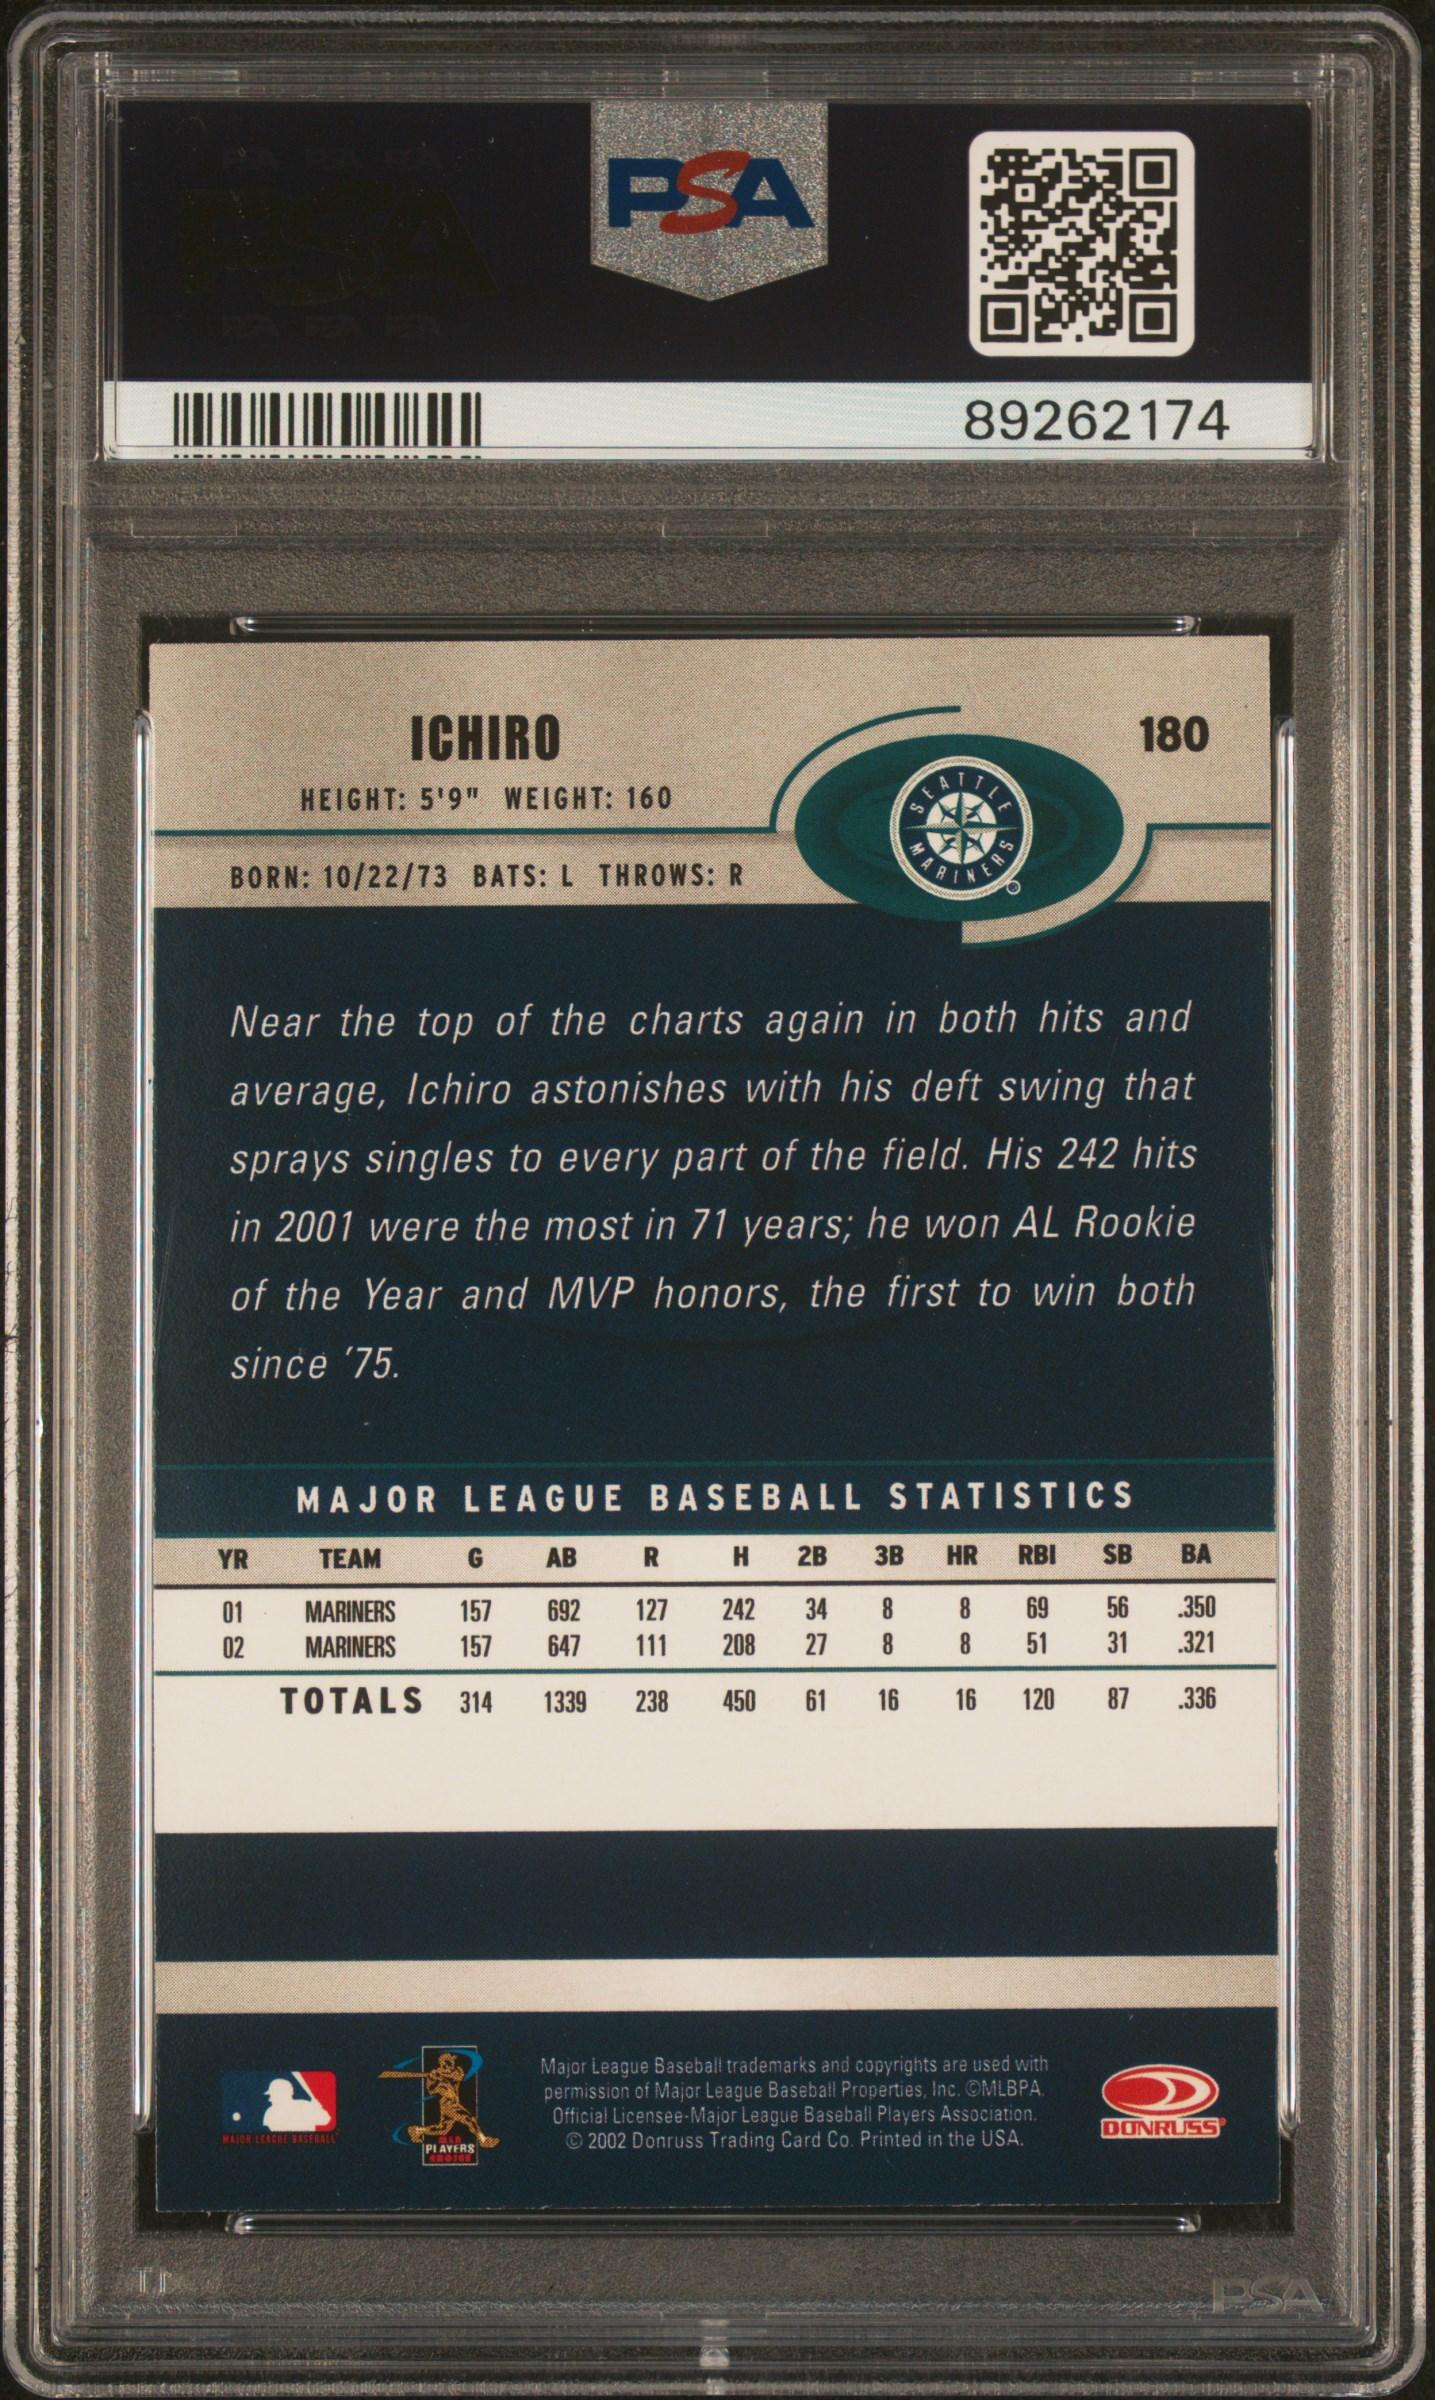 PSA
89262174
ICHIRO
180
HEIGHT: 5'9" WEIGHT: 160
SEATTLE MARINERS
BORN: 10/22/73 BATS: L THROWS: R
Near the top of the charts again in both hits and
average, Ichiro astonishes with his deft swing that
sprays singles to every part of the field. His 242 hits
in 2001 were the most in 71 years; he won AL Rookie
of the Year and MVP honors, the first to win both
since '75.
MAJOR LEAGUE BASEBALL STATISTICS
YR TEAM G AB R H 2B 3B HR RBI SB BA
01 MARINERS 157 692 127 242 34 8 8 69 56 .350
02 MARINERS 157 647 111 208 27 8 8 51 31 .321
TOTALS 314 1339 238 450 61 16 16 120 87 .336
Major League Baseball trademarks and copyrights are used with
permission of Major League Baseball Properties, Inc. ©MLBPA.
Official Licensee-Major League Baseball Players Association.
© 2002 Donruss Trading Card Co. Printed in the USA.
MAJOR LEAGUE BASEBALL
PLAYERS
CHOICE
DONRUSS
PSA